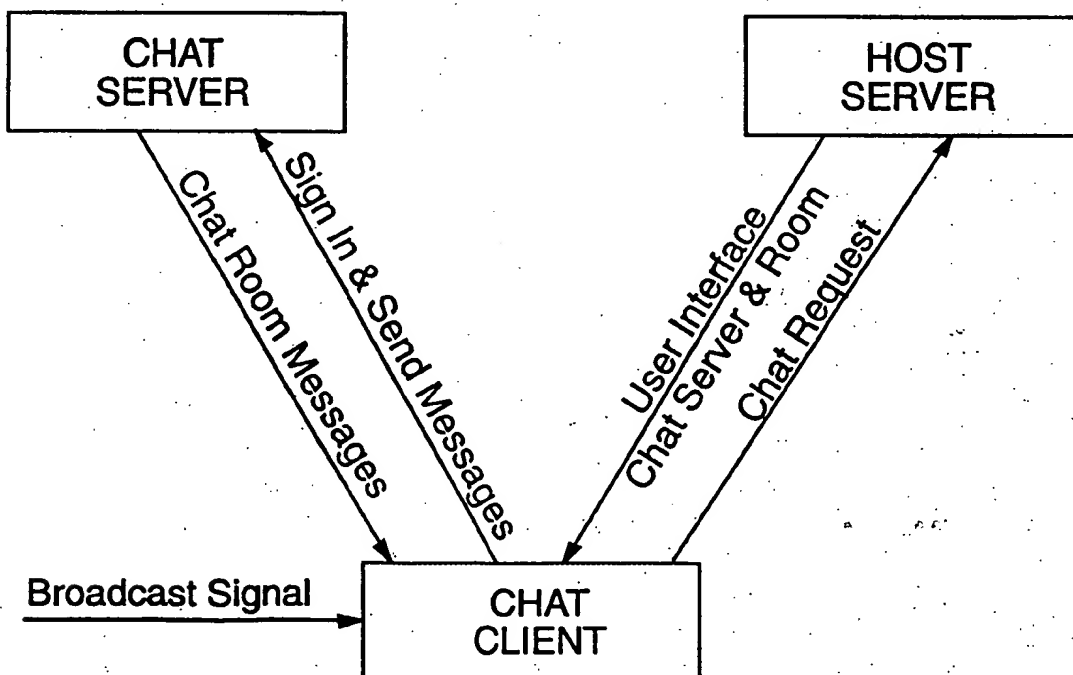 CHAT
SERVER
HOST
SERVER
Chat Room Messages
Sign In & Send Messages
User Interface
Chat Server & Room
Chat Request
Broadcast Signal
CHAT
CLIENT